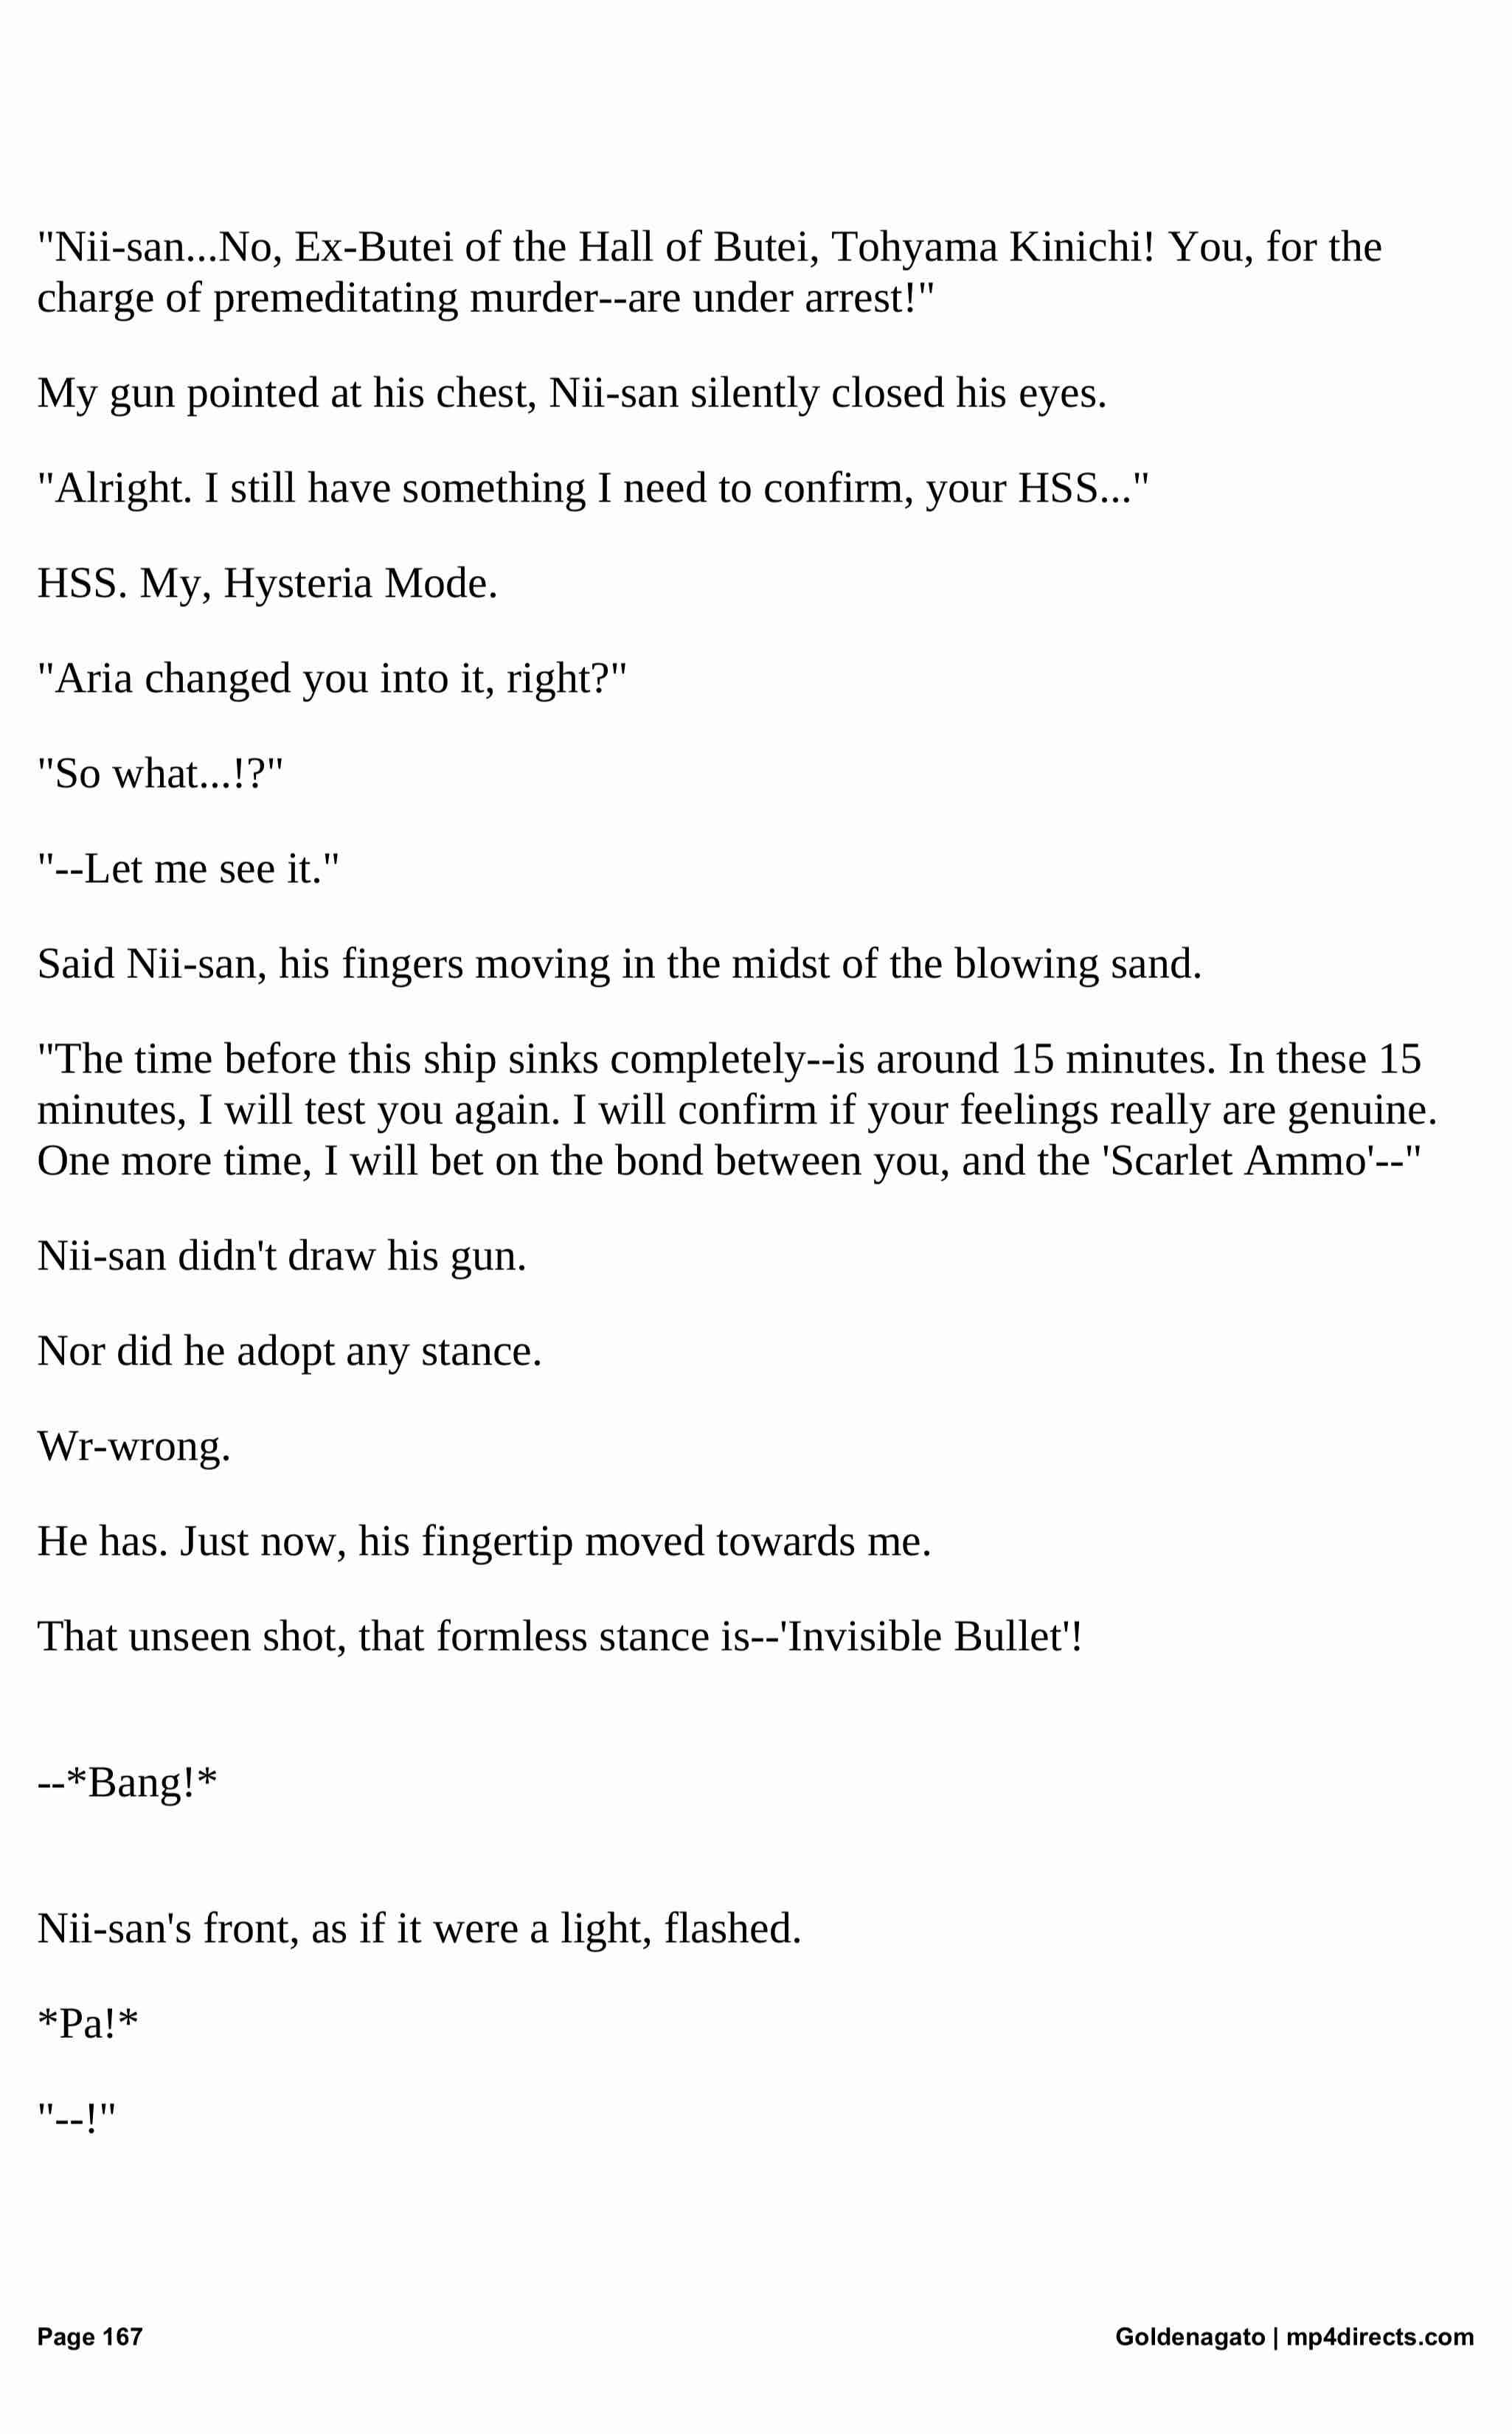 "Nii-san...No, Ex-Butei of the Hall of Butei, Tohyama Kinichi! You, for the
charge of premeditating murder--are under arrest!"
My gun pointed at his chest, Nii-san silently closed his eyes.
"Alright. I still have something I need to confirm, your HSS..."
HSS. My, Hysteria Mode.
"Aria changed you into it, right?"
"So what...!?"
"--Let me see it."
Said Nii-san, his fingers moving in the midst of the blowing sand.
"The time before this ship sinks completely--is around 15 minutes. In these 15
minutes, I will test you again. I will confirm if your feelings really are genuine.
One more time, I will bet on the bond between you, and the 'Scarlet Ammo'--"
Nii-san didn't draw his gun.
Nor did he adopt any stance.
Wr-wrong.
He has. Just now, his fingertip moved towards me.
That unseen shot, that formless stance is--'Invisible Bullet'!
--*Bang!*
Nii-san's front, as if it were a light, flashed.
*Pa!*
"--!"
Page 167 Goldenagato | mp4directs.com